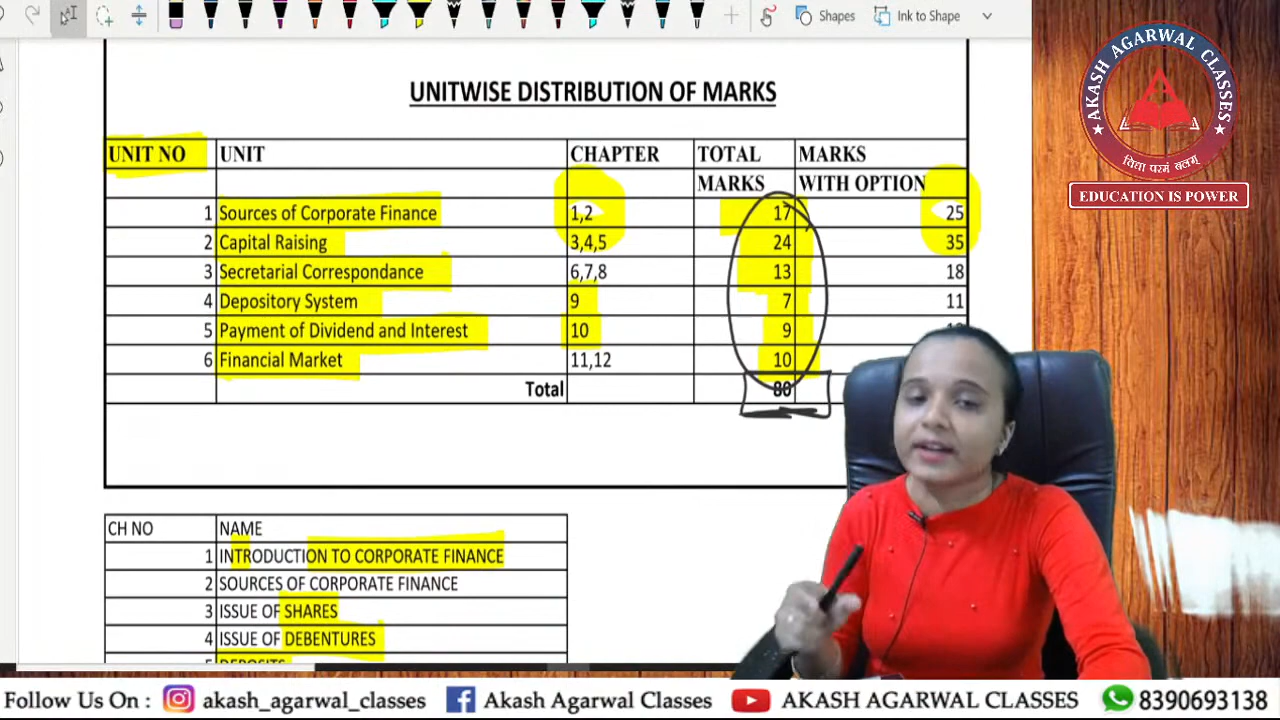 Shapes
Ink to Shape
UNITWISE DISTRIBUTION OF MARKS
UNIT NO UNIT CHAPTER TOTAL MARKS
MARKS WITH OPTION
1 Sources of Corporate Finance 1,2 17 25
2 Capital Raising 3,4,5 24 35
3 Secretarial Correspondance 6,7,8 13 18
4 Depository System 9 7 11
5 Payment of Dividend and Interest 10 9
6 Financial Market 11,12 10
Total 80
CH NO NAME
1 INTRODUCTION TO CORPORATE FINANCE
2 SOURCES OF CORPORATE FINANCE
3 ISSUE OF SHARES
4 ISSUE OF DEBENTURES
DEPOSITS
AKASH AGARWAL CLASSES
विद्या परमं बलम्
EDUCATION IS POWER
Follow Us On : akash_agarwal_classes Akash Agarwal Classes AKASH AGARWAL CLASSES 8390693138